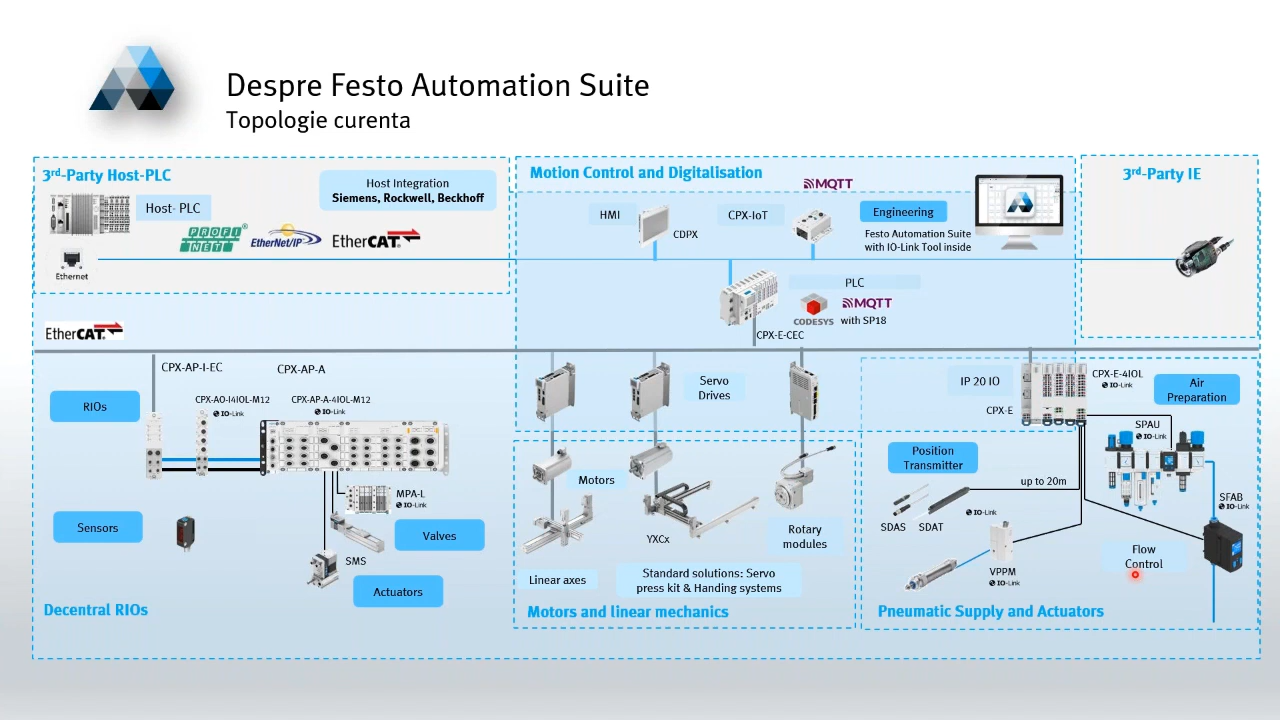 Despre Festo Automation Suite
Topologie curenta
3rd-Party Host-PLC
Host- PLC
Host Integration
Siemens, Rockwell, Beckhoff
PROFI
NET
EtherNet/IP
EtherCAT
Ethernet
Motion Control and Digitalisation
MQTT
HMI
CDPX
CPX-IoT
Engineering
Festo Automation Suite
with IO-Link Tool inside
3rd-Party IE
PLC
CODESYS
MQTT
with SP18
CPX-E-CEC
EtherCAT
CPX-AP-I-EC
CPX-AP-A
RIOs
CPX-AO-I4IOL-M12
CPX-AP-A-4IOL-M12
IO-Link
IO-Link
MPA-L
IO-Link
Sensors
Valves
SMS
Actuators
Decentral RIOs
Servo
Drives
Motors
YXCx
Rotary
modules
Linear axes
Standard solutions: Servo
press kit & Handing systems
Motors and linear mechanics
IP 20 IO
CPX-E
CPX-E-4IOL
IO-Link
Air
Preparation
SPAU
IO-Link
Position
Transmitter
up to 20m
SDAS
SDAT
IO-Link
SFAB
IO-Link
VPPM
IO-Link
Flow
Control
Pneumatic Supply and Actuators